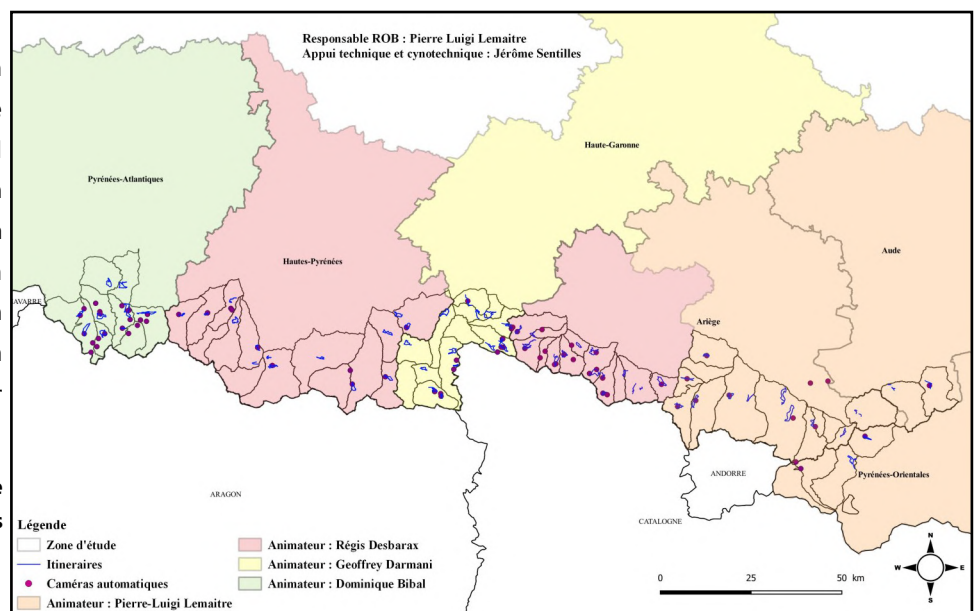 Responsable ROB : Pierre Luigi Lemaitre
Appui technique et cynotechnique : Jérôme Sentilles
Haute-Garonne
Pyrénées-Atlantiques
Aude
Hautes-Pyrénées
AVARRE
Ariège
ANDORRE
Pyrénées-Orientales
ARAGON
CATALOGNE
Légende
Zone d'étude
Itineraires
Caméras automatiques
Animateur : Pierre-Luigi Lemaitre
Animateur : Régis Desbarax
Animateur : Geoffrey Darmani
Animateur : Dominique Bibal
0 25 50 km
N
W E
S